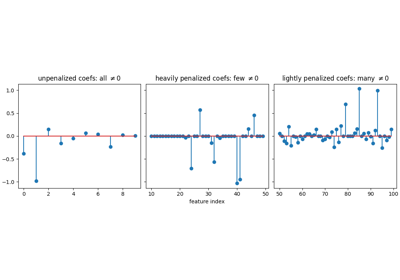 unpenalized coefs: all ≠0
heavily penalized coefs: few ≠0
lightly penalized coefs: many ≠0
1.0
0.5
0.0
−0.5
−1.0
0 2 4 6 8
10 20 30 40 50
50 60 70 80 90 100
feature index